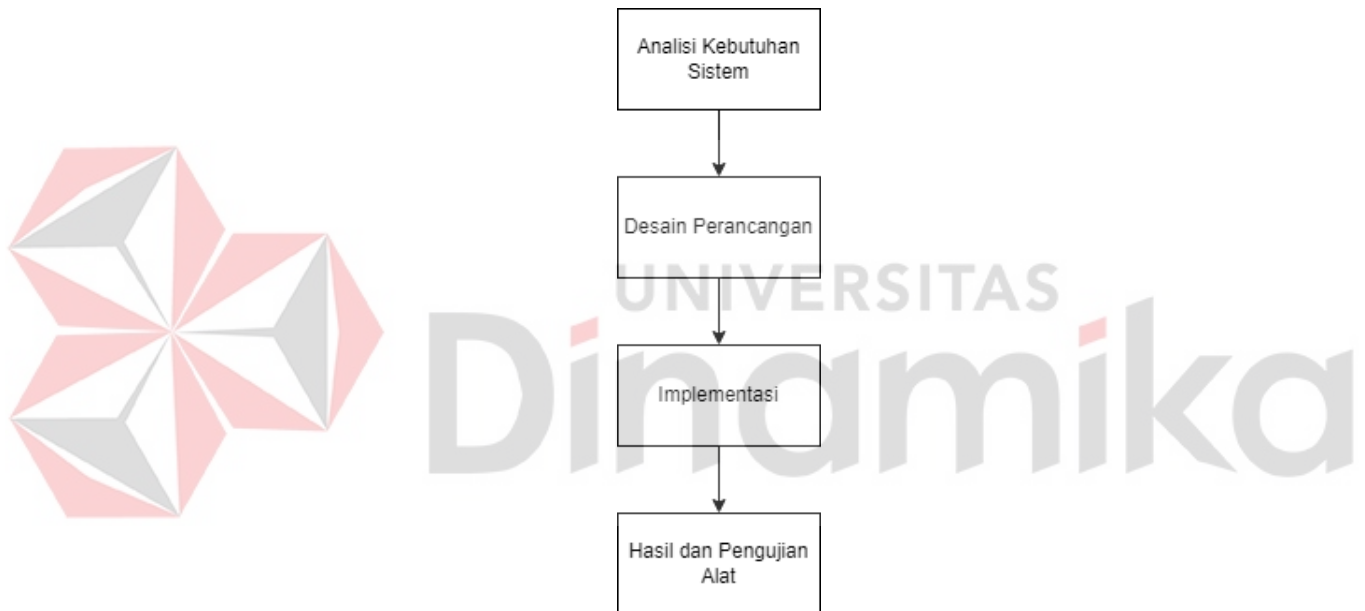 Analisi Kebutuhan
Sistem
Desain Perancangan
UNIVERSITAS
Dinamika
Implementasi
Hasil dan Pengujian
Alat